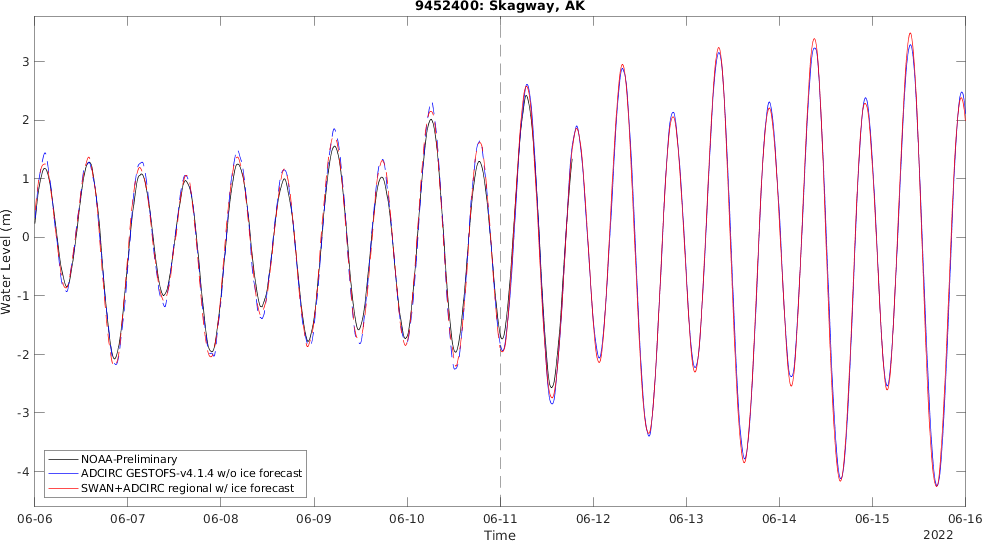 9452400: Skagway, AK
Water Level (m)
3
2
1
0
-1
-2
-3
-4
NOAA-Preliminary
ADCIRC GESTOFS-v4.1.4 w/o ice forecast
SWAN+ADCIRC regional w/ ice forecast
06-06 06-07 06-08 06-09 06-10 06-11 06-12 06-13 06-14 06-15 06-16
Time
2022